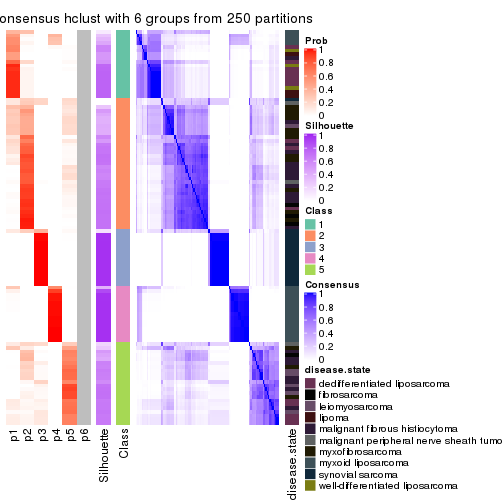 onsensus hclust with 6 groups from 250 partitions
Prob
1
0.8
0.6
0.4
0.2
0
Silhouette
1
0.8
0.6
0.4
0.2
0
Class
1
2
3
4
5
Consensus
1
0.8
0.6
0.4
0.2
0
disease.state
dedifferentiated liposarcoma
fibrosarcoma
leiomyosarcoma
lipoma
malignant fibrous histiocytoma
malignant peripheral nerve sheath tumo
myxofibrosarcoma
myxoid liposarcoma
synovial sarcoma
well-differentiated liposarcoma
p1
p2
p3
p4
p5
p6
Silhouette
Class
disease.state